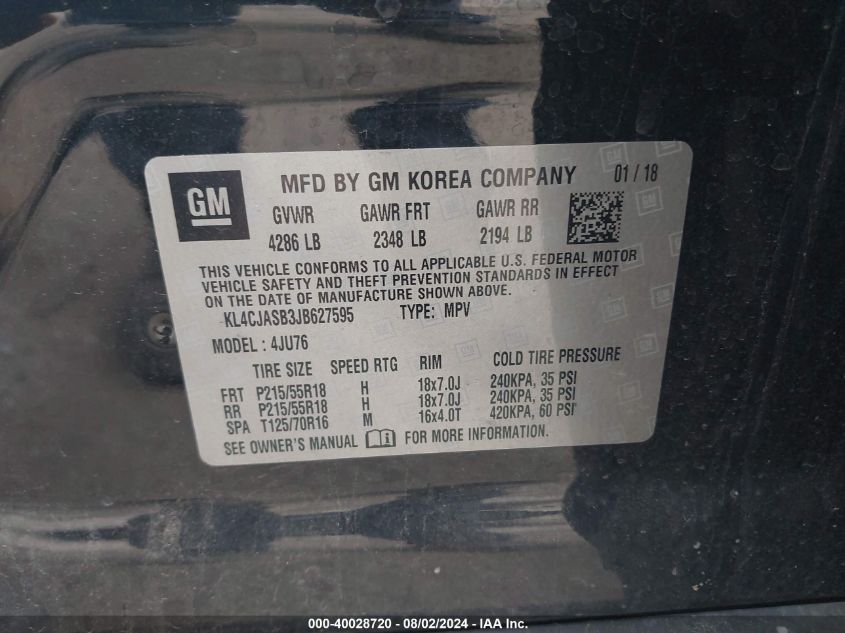 GM
MFD BY GM KOREA COMPANY 01 / 18
GVWR GAWR FRT GAWR RR
4286 LB 2348 LB 2194 LB
THIS VEHICLE CONFORMS TO ALL APPLICABLE U.S. FEDERAL MOTOR
VEHICLE SAFETY AND THEFT PREVENTION STANDARDS IN EFFECT
ON THE DATE OF MANUFACTURE SHOWN ABOVE.
KL4CJASB3JB627595 TYPE: MPV
MODEL : 4JU76
TIRE SIZE SPEED RTG RIM COLD TIRE PRESSURE
FRT P215/55R18 H 18x7.0J 240KPA, 35 PSI
RR P215/55R18 H 18x7.0J 240KPA, 35 PSI
SPA T125/70R16 M 16x4.0T 420KPA, 60 PSI
SEE OWNER'S MANUAL FOR MORE INFORMATION.
000-40028720 - 08/02/2024 - IAA Inc.